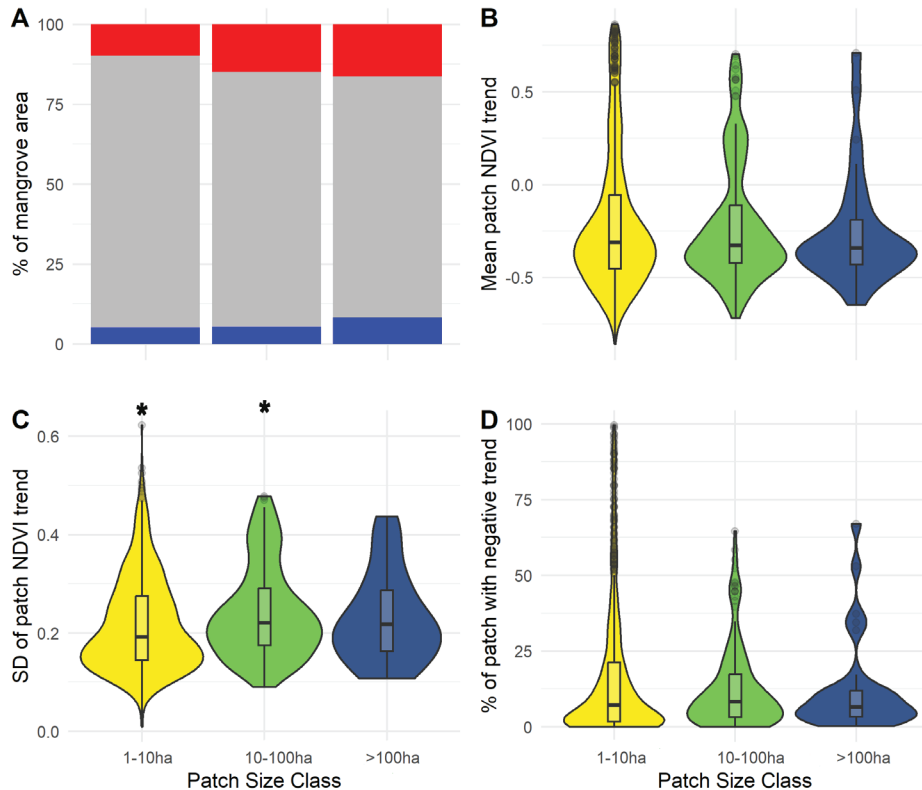 A
100
75
50
25
0
% of mangrove area
B
0.5
0.0
-0.5
Mean patch NDVI trend
C
* *
0.6
0.4
0.2
0.0
SD of patch NDVI trend
1-10ha 10-100ha >100ha
Patch Size Class
D
100
75
50
25
0
% of patch with negative trend
1-10ha 10-100ha >100ha
Patch Size Class